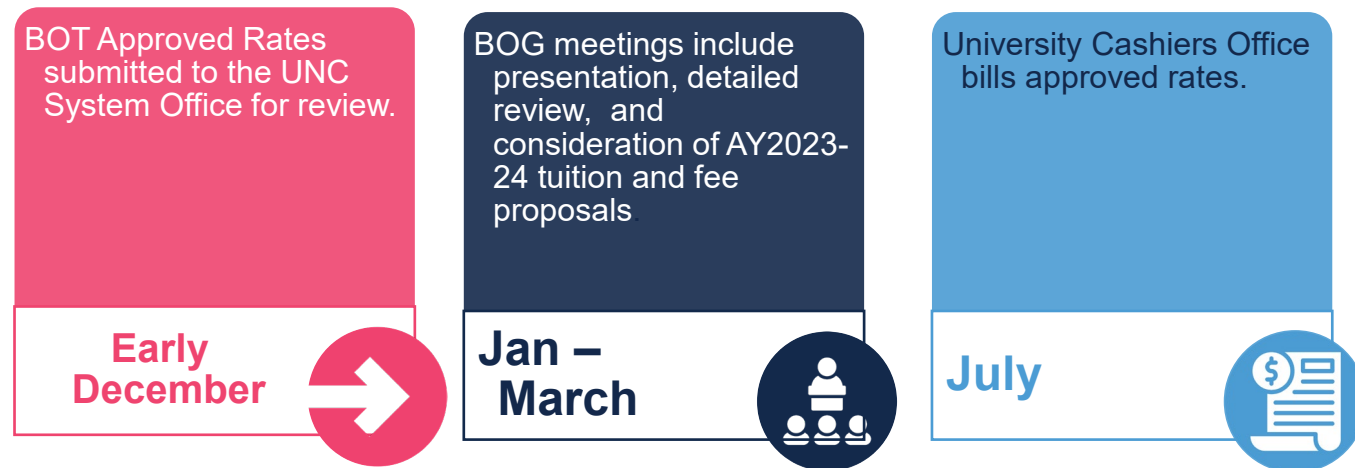 BOT Approved Rates
submitted to the UNC
System Office for review.
Early
December
BOG meetings include
presentation, detailed
review, and
consideration of AY2023-
24 tuition and fee
proposals.
Jan –
March
University Cashiers Office
bills approved rates.
July
$